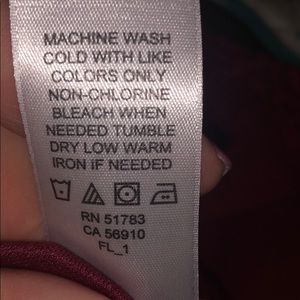 MACHINE WASH
COLD WITH LIKE
COLORS ONLY
NON-CHLORINE
BLEACH WHEN
NEEDED TUMBLE
DRY LOW WARM
IRON IF NEEDED
RN 51783
CA 56910
FL_1